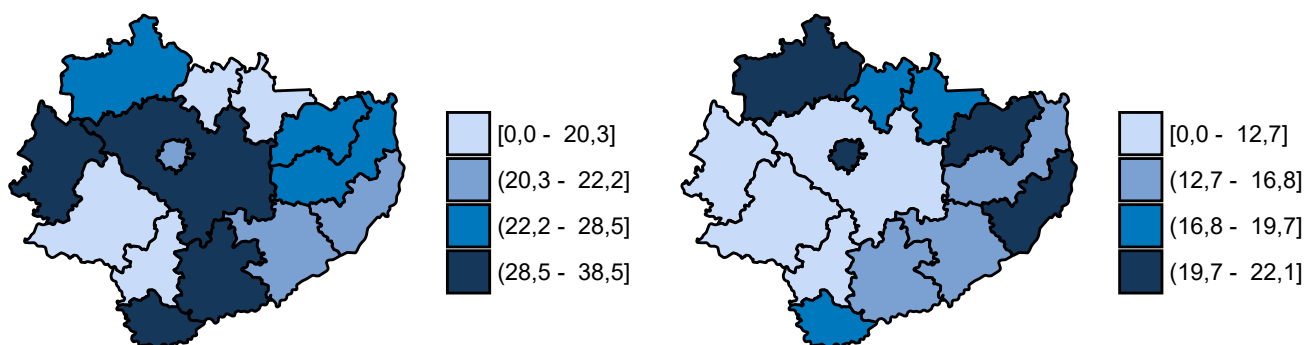 [0,0 - 20,3]
(20,3 - 22,2]
(22,2 - 28,5]
(28,5 - 38,5]
[0,0 - 12,7]
(12,7 - 16,8]
(16,8 - 19,7]
(19,7 - 22,1]